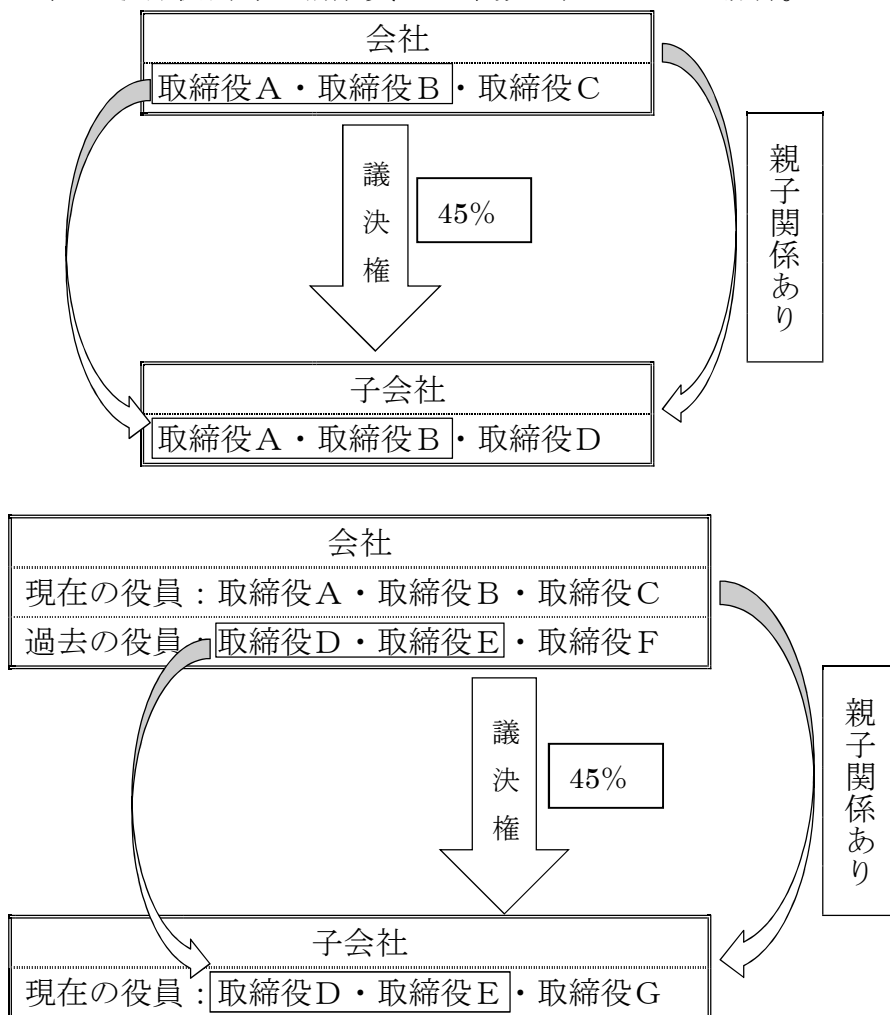 会社
取締役A・取締役B・取締役C
議決権
45%
親子関係あり
子会社
取締役A・取締役B・取締役D
会社
現在の役員：取締役A・取締役B・取締役C
過去の役員：取締役D・取締役E・取締役F
議決権
45%
親子関係あり
子会社
現在の役員：取締役D・取締役E・取締役G